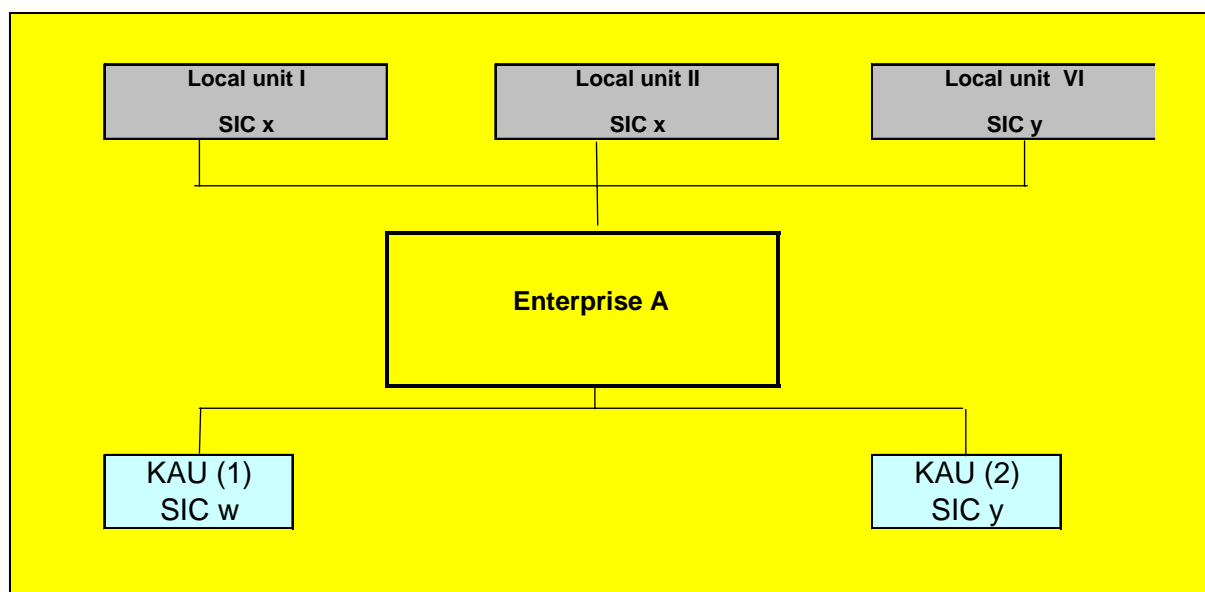 Local unit I
SIC x
Local unit II
SIC x
Local unit  VI
SIC y
Enterprise A
KAU (1)
SIC w
KAU (2)
SIC y